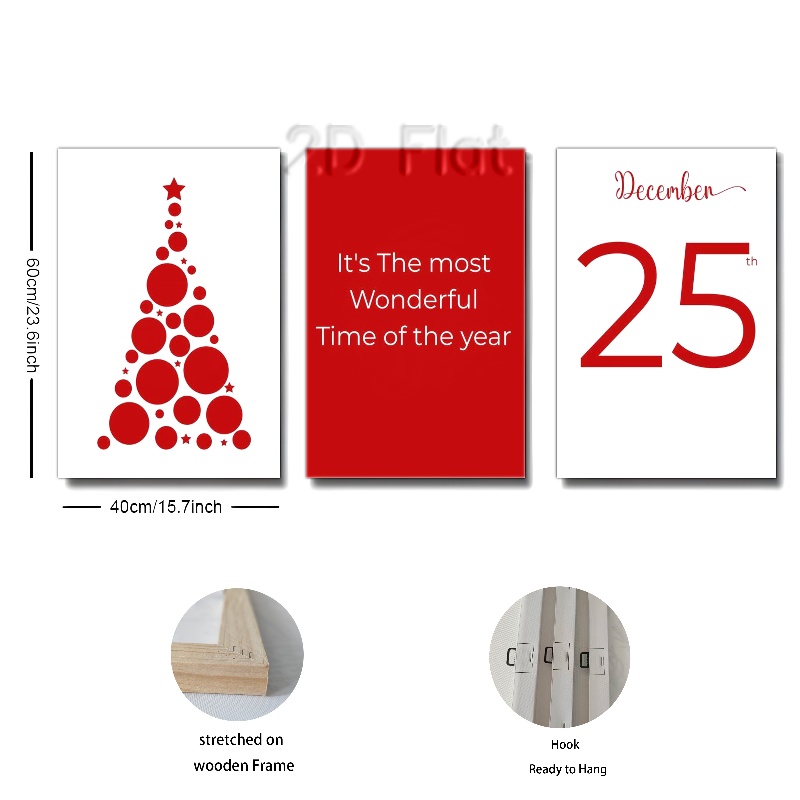 2D Flat
60cm/23.6inch
It's The most
Wonderful
Time of the year
December
25th
40cm/15.7inch
stretched on
wooden Frame
Hook
Ready to Hang